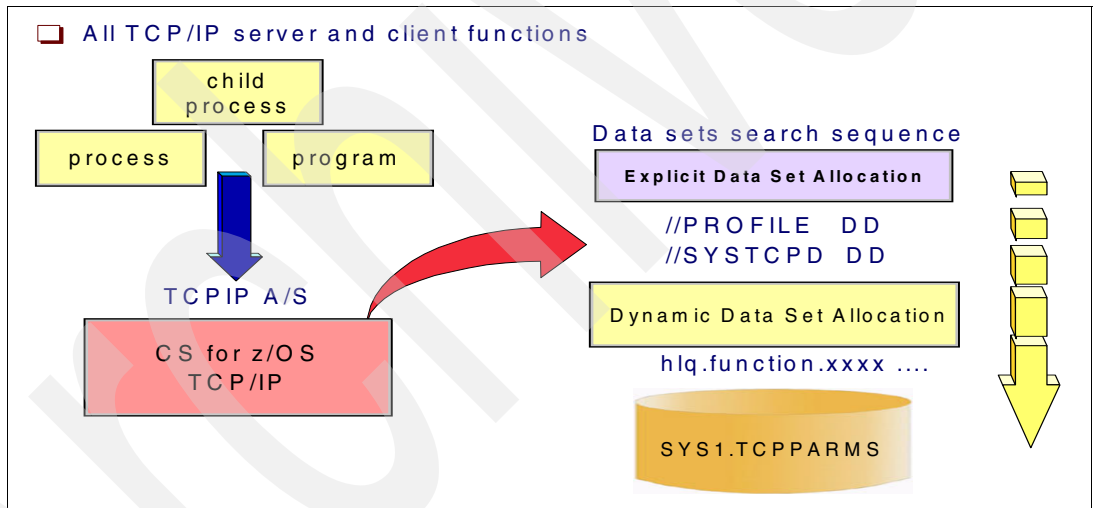 All TCP/IP server and client functions
child
process
process
program
TCPIP A/S
CS for z/OS
TCP/IP
Data sets search sequence
Explicit Data Set Allocation
//PROFILE DD
//SYSTCPD DD
Dynamic Data Set Allocation
hlq.function.xxxx ....
SYS1.TCPPARMS